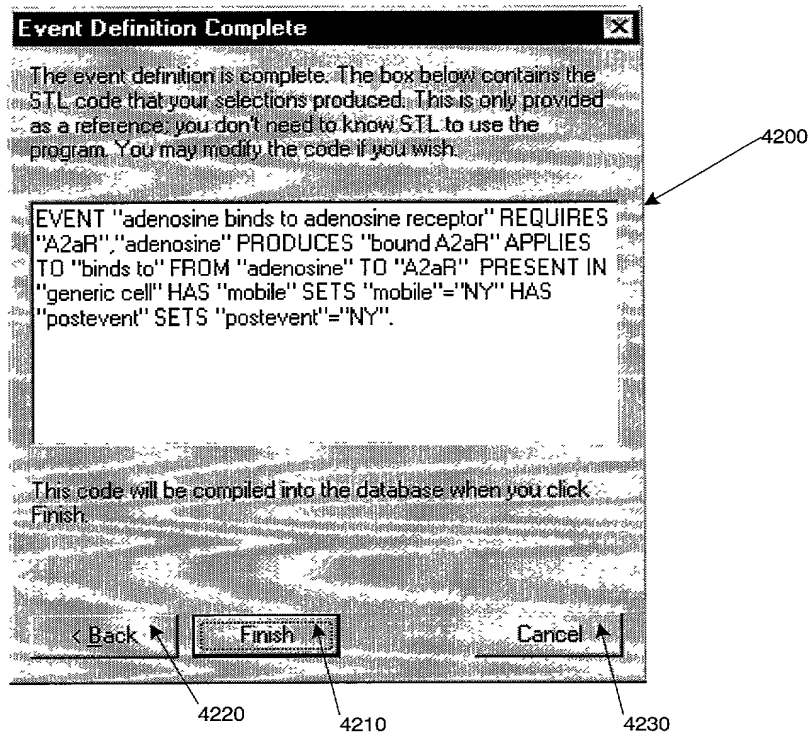 Event Definition Complete
The event definition is complete. The box below contains the
STL code that your selections produced. This is only provided
as a reference; you don't need to know STL to use the
program. You may modify the code if you wish.
4200
EVENT "adenosine binds to adenosine receptor" REQUIRES
"A2aR","adenosine" PRODUCES "bound A2aR" APPLIES
TO "binds to" FROM "adenosine" TO "A2aR" PRESENT IN
"generic cell" HAS "mobile" SETS "mobile"="NY" HAS
"postevent" SETS "postevent"="NY".
This code will be compiled into the database when you click
Finish.
< Back Finish Cancel
4220 4210 4230